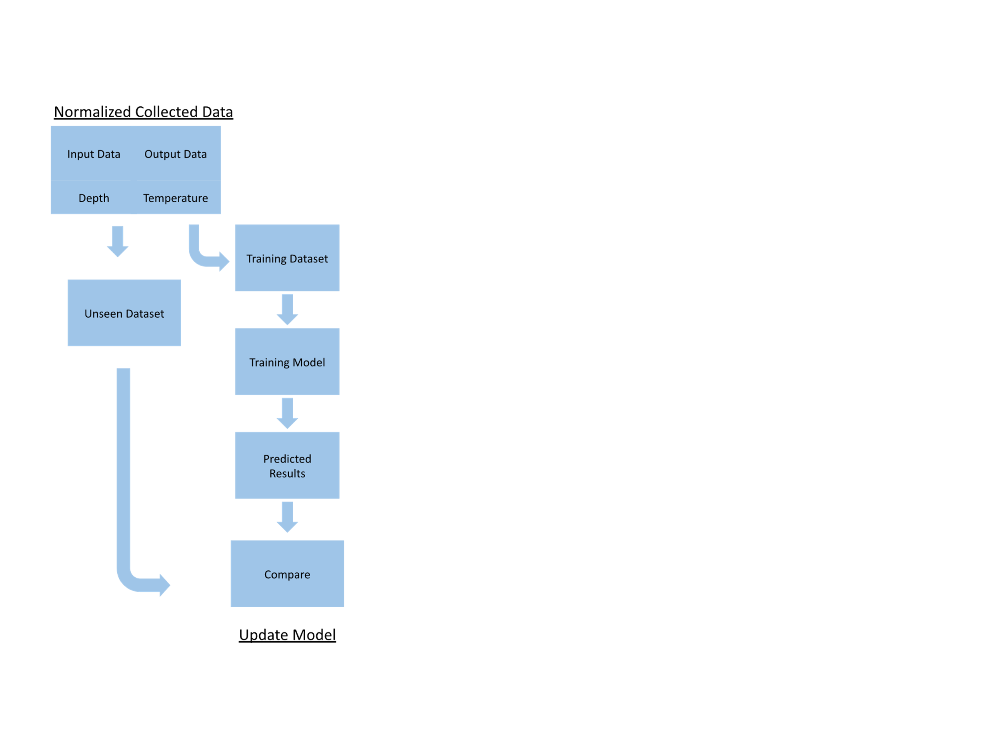 Normalized Collected Data
Input Data
Output Data
Depth
Temperature
Training Dataset
Unseen Dataset
Training Model
Predicted
Results
Compare
Update Model